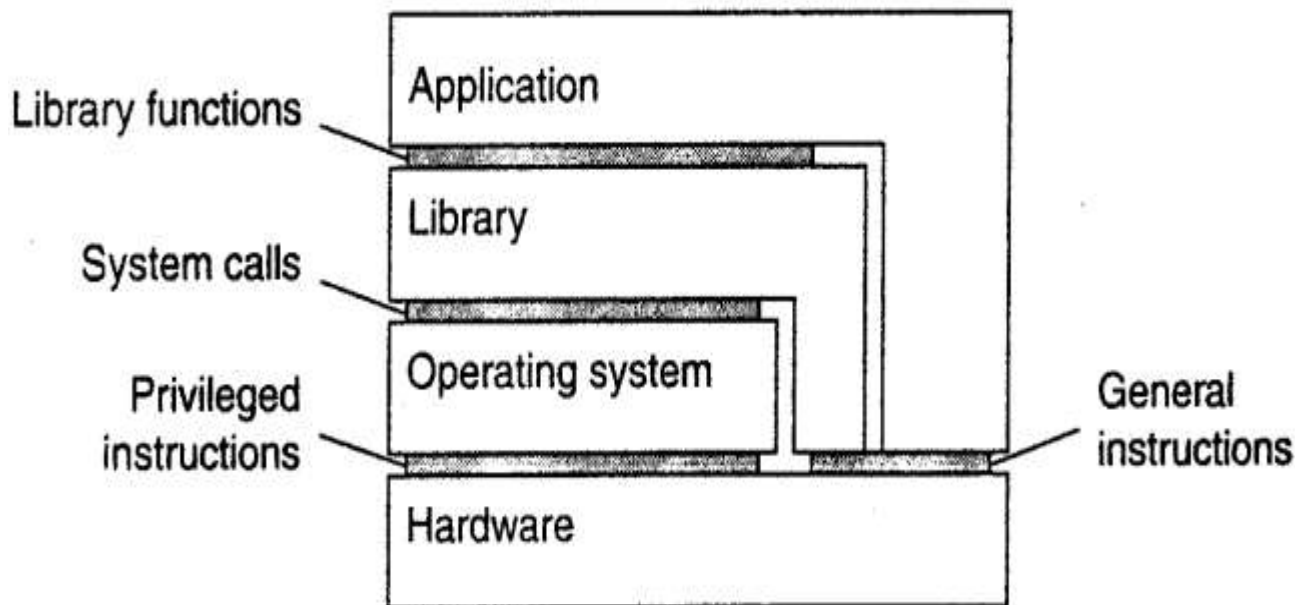 Application
Library functions
Library
System calls
Operating system
Privileged
instructions
General
instructions
Hardware